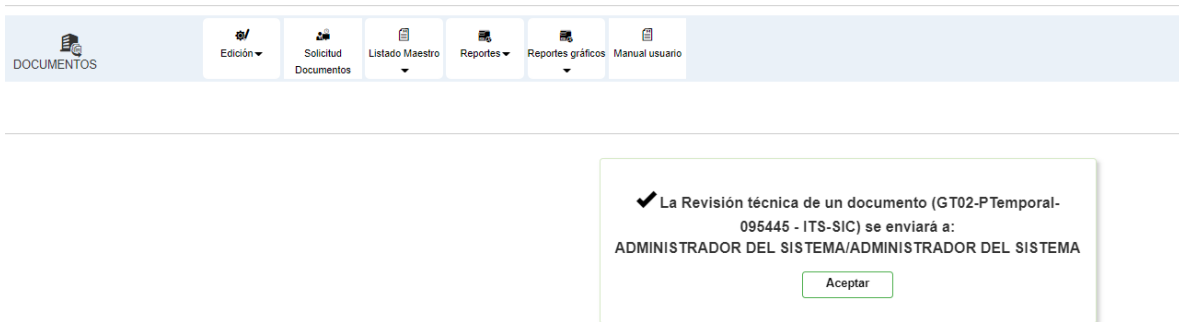 DOCUMENTOS
Edición
Solicitud
Documentos
Listado Maestro
Reportes
Reportes gráficos
Manual usuario
La Revisión técnica de un documento (GT02-PTemporal-
095445 - ITS-SIC) se enviará a:
ADMINISTRADOR DEL SISTEMA/ADMINISTRADOR DEL SISTEMA
Aceptar